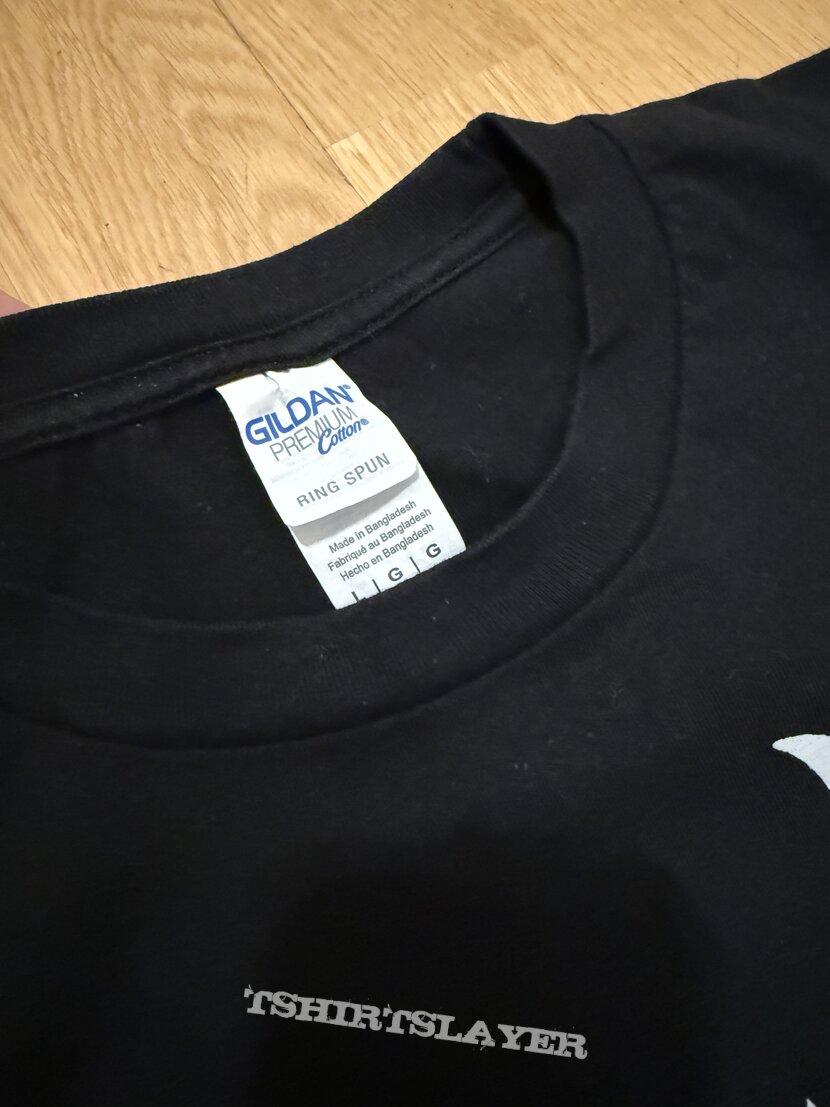 GILDAN®
PREMIUM
Cotton®
RING SPUN
Made in Bangladesh
Fabriqué au Bangladesh
Hecho en Bangladesh
L | G | G
TSHIRTSLAYER